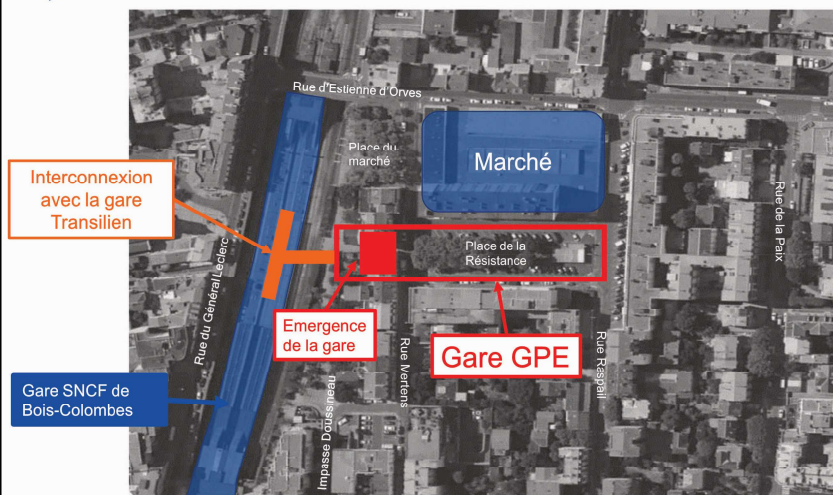 Rue d'Estienne d'Orves
Place du
marché
Marché
Interconnexion
avec la gare
Transilien
Rue du Général Leclerc
Place de la
Résistance
Rue de la Paix
Emergence
de la gare
Gare GPE
Rue Mertens
Rue Raspail
Gare SNCF de
Bois-Colombes
Impasse Doussineau